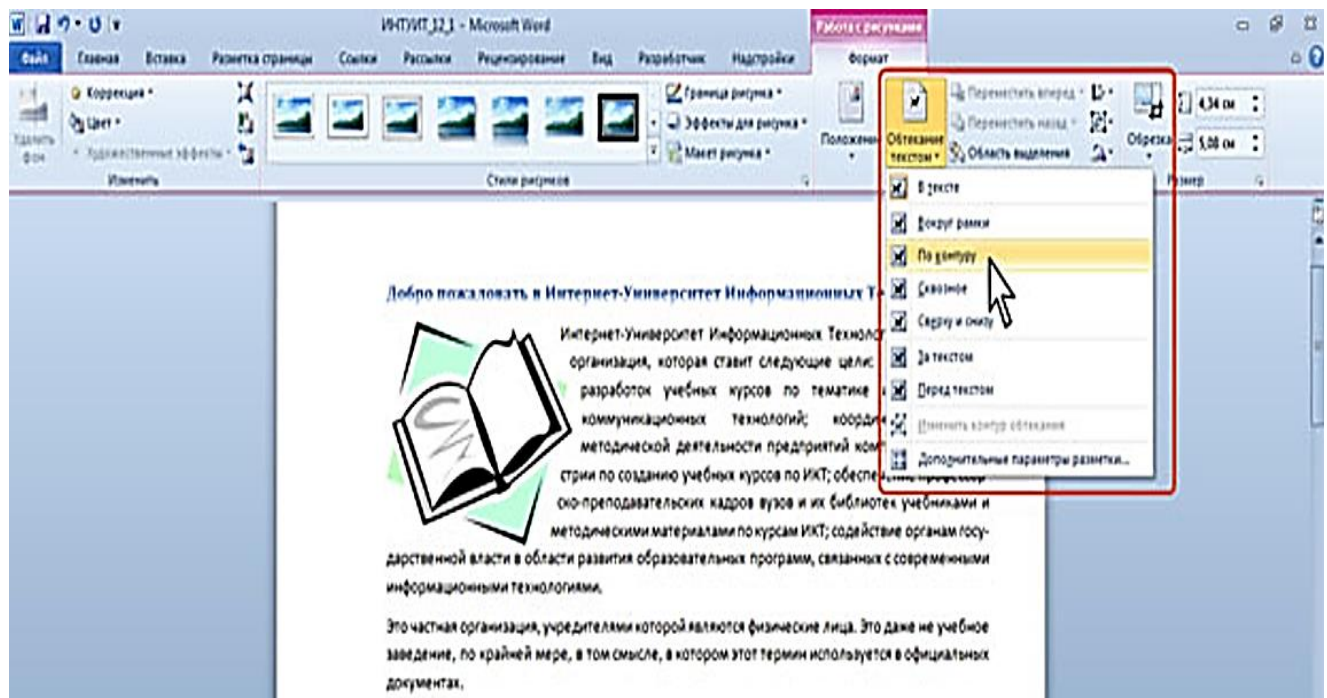 ИНТУИТ_12_1 - Microsoft Word
Работа с рисунками
Файл Главная Вставка Разметка страницы Ссылки Рассылки Рецензирование Вид Разработчик Надстройки Формат
Удалить фон
Коррекция
Цвет
Художественные эффекты
Изменить
Граница рисунка
Эффекты для рисунка
Макет рисунка
Стили рисунков
Положение
Обтекание текстом
Переместить вперед
Переместить назад
Область выделения
Обрезка
4,34 см
5,08 см
Размер
В тексте
Вокруг рамки
По контуру
Сквозное
Сверху и снизу
За текстом
Перед текстом
Изменить контур обтекания
Дополнительные параметры разметки...
Добро пожаловать в Интернет-Университет Информационных Те
Интернет-Университет Информационных Технолог
организация, которая ставит следующие цели:
разработок учебных курсов по тематике
коммуникационных технологий; коорди
методической деятельности предприятий ком
стрии по созданию учебных курсов по ИКТ; обеспечение профессор-
ско-преподавательских кадров вузов и их библиотек учебниками и
методическими материалами по курсам ИКТ; содействие органам госу-
дарственной власти в области развития образовательных программ, связанных с современными
информационными технологиями.
Это частная организация, учредителями которой являются физические лица. Это даже не учебное
заведение, по крайней мере, в том смысле, в котором этот термин используется в официальных
документах.